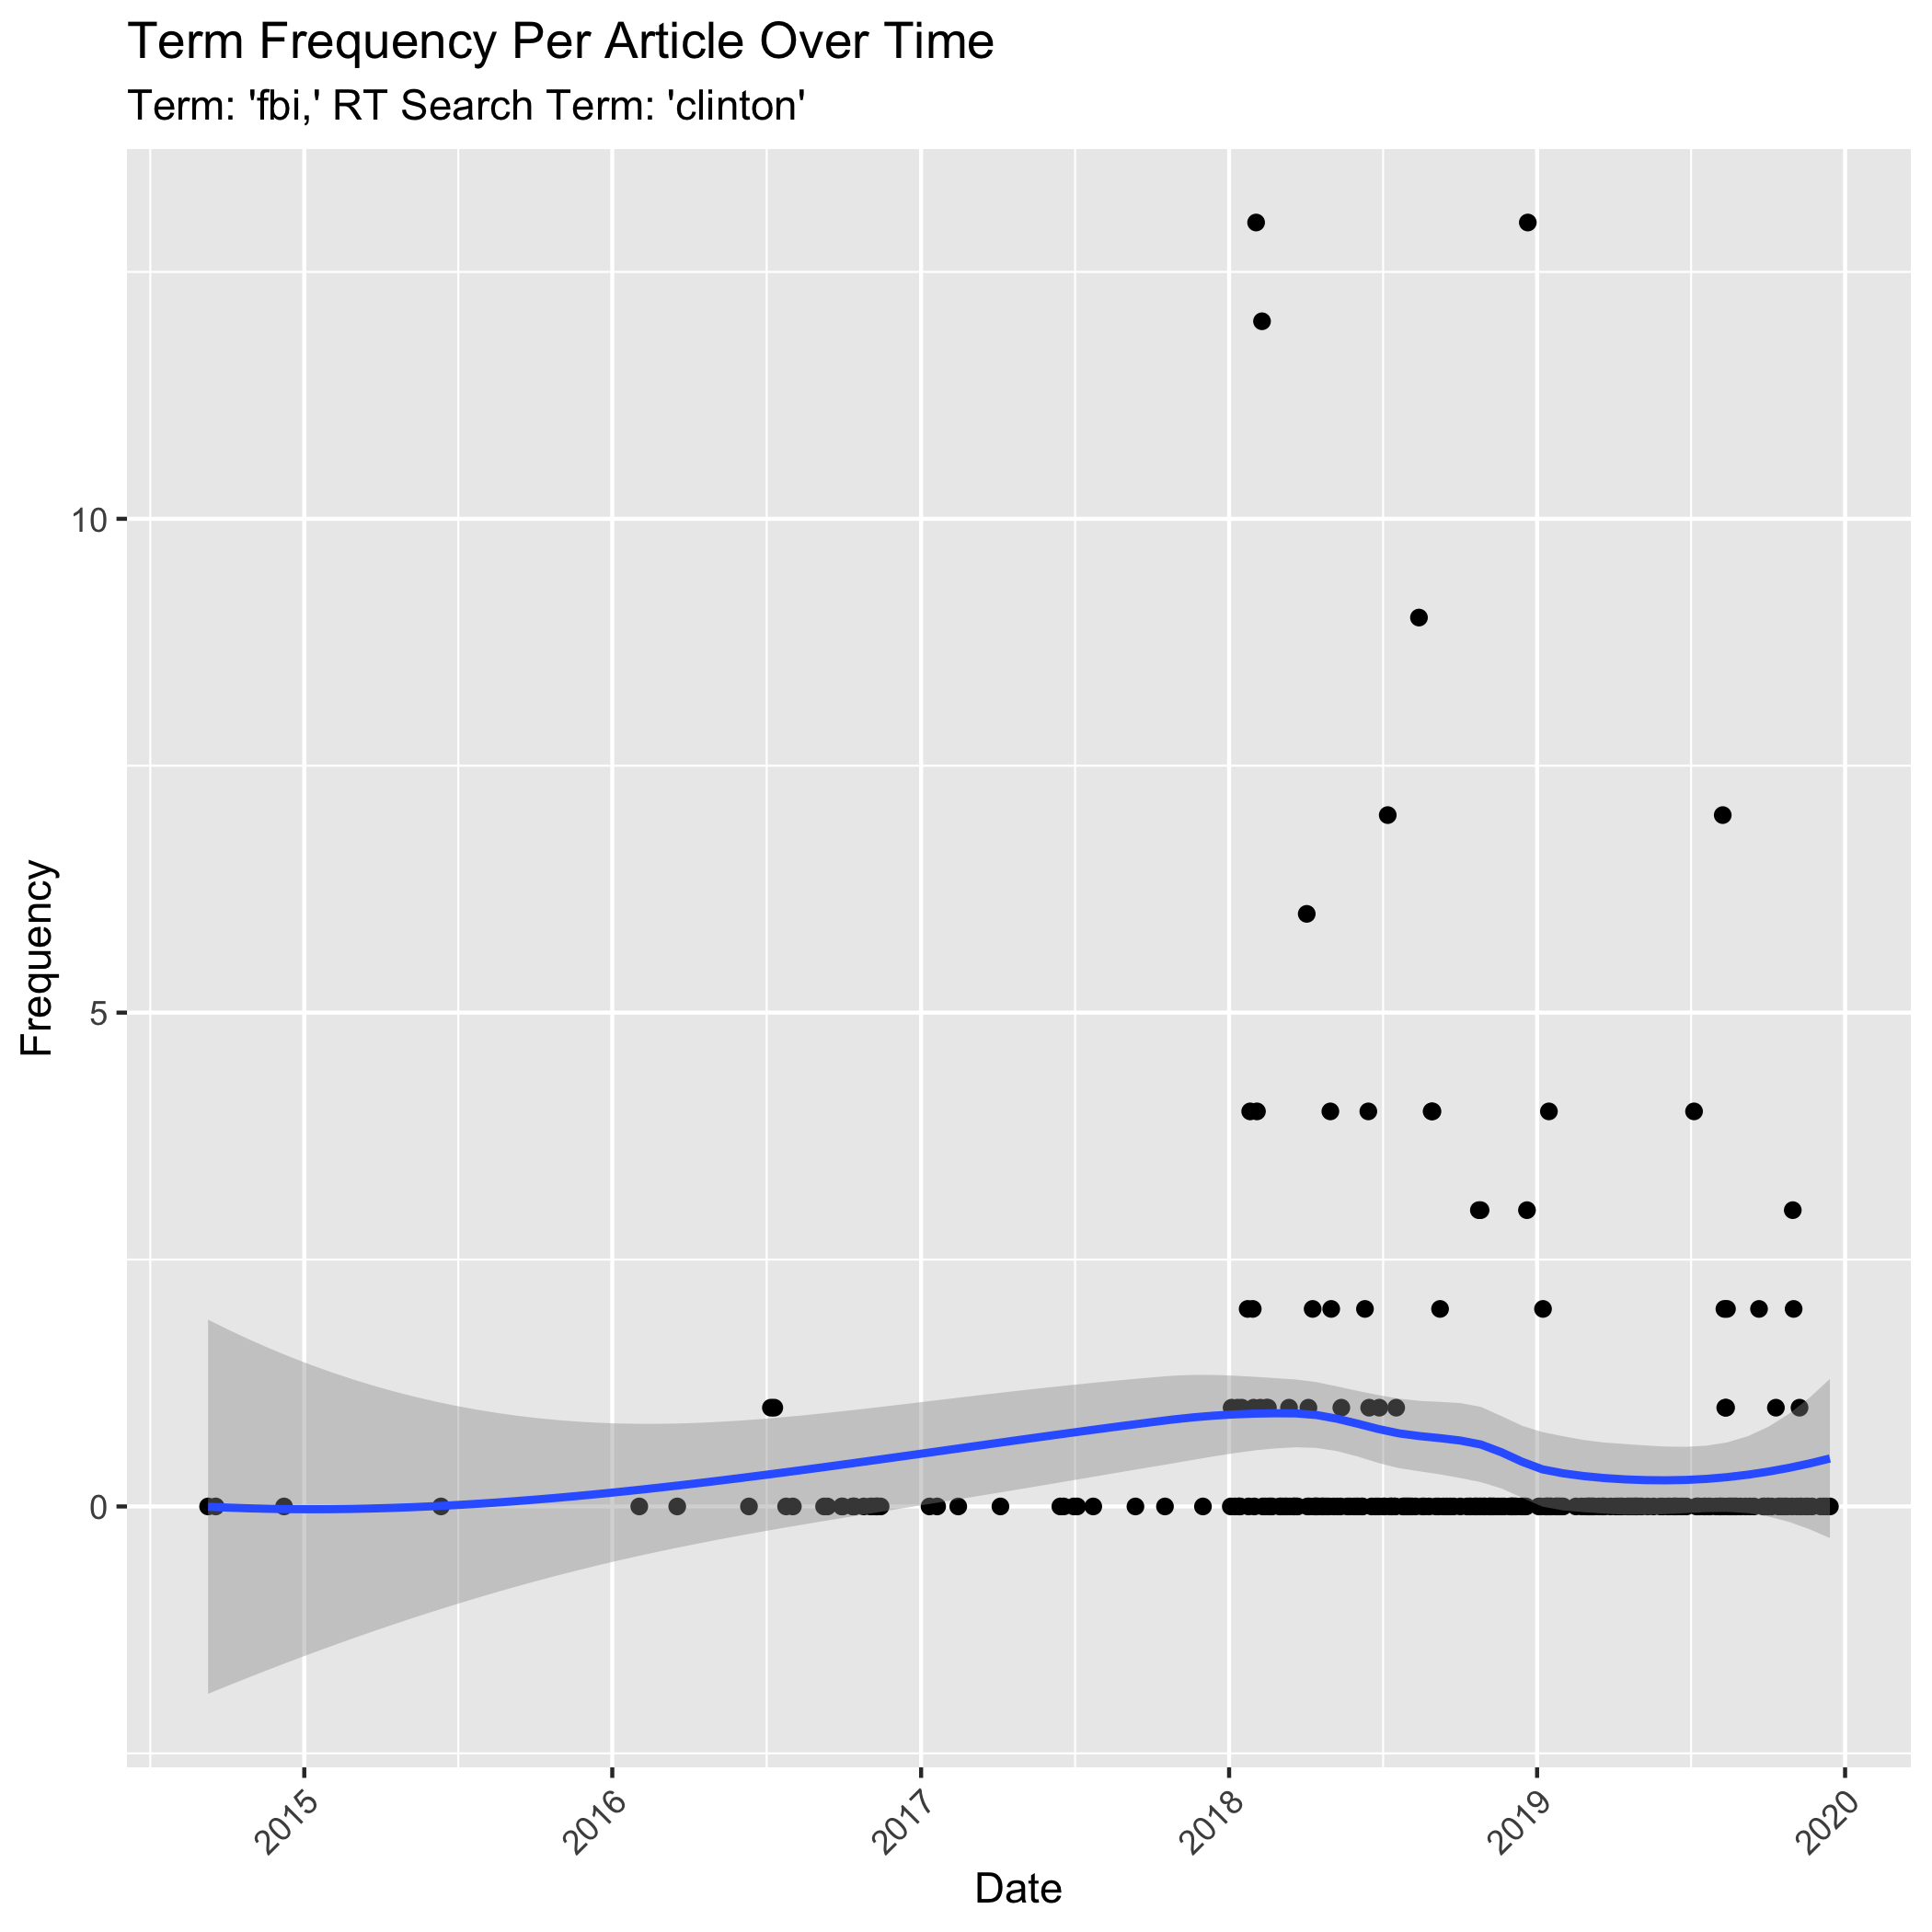 Term Frequency Per Article Over Time
Term: 'fbi,' RT Search Term: 'clinton'
Frequency
10
5
0
2015
2016
2017
2018
2019
2020
Date